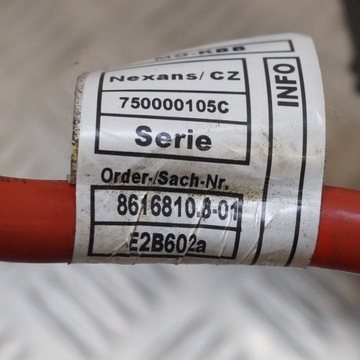 Nexans/ CZ
750000105C
Serie
Order-/Sach-Nr.
8616810.8-01
E2B602a
INFO